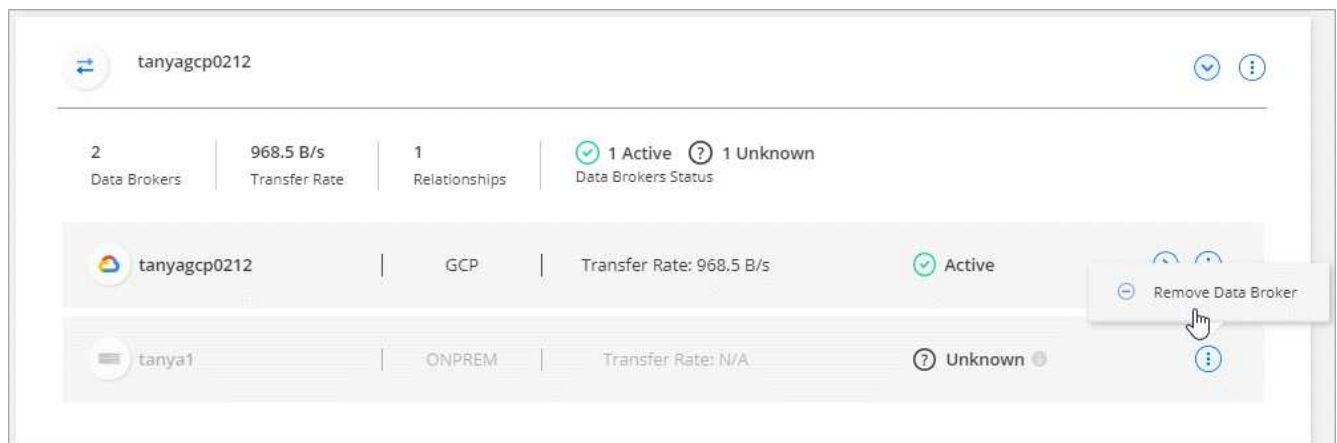 tanyagcp0212
2 968.5 B/s 1 1 Active ? 1 Unknown
Data Brokers Transfer Rate Relationships Data Brokers Status
tanyagcp0212 GCP Transfer Rate: 968.5 B/s Active
Remove Data Broker
tanya1 ONPREM Transfer Rate: N/A ? Unknown